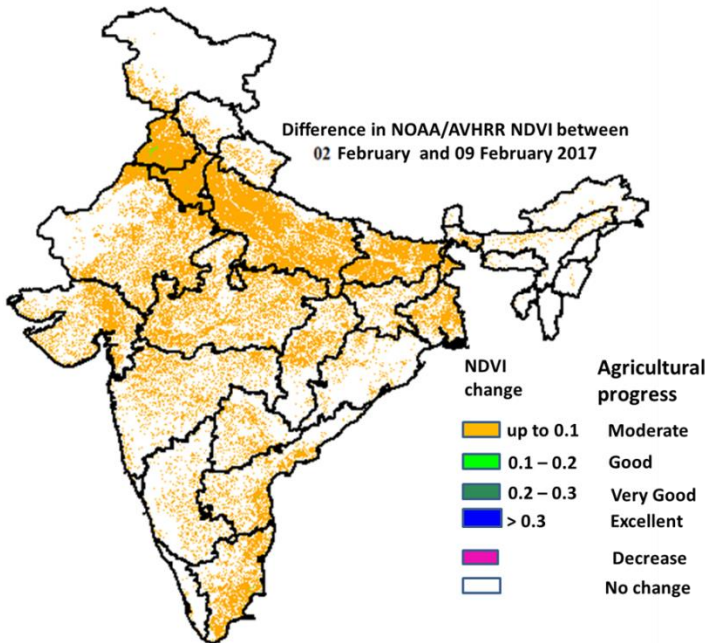 Difference in NOAA/AVHRR NDVI between
02 February and 09 February 2017
NDVI change
Agricultural progress
up to 0.1 Moderate
0.1 – 0.2 Good
0.2 – 0.3 Very Good
> 0.3 Excellent
Decrease
No change